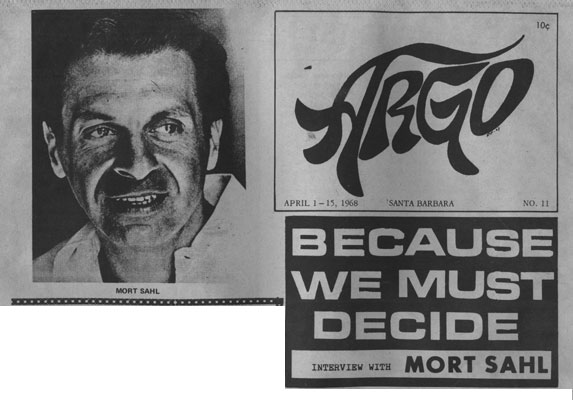 MORT SAHL
10¢
ARGO
APRIL 1-15, 1968 SANTA BARBARA NO. 11
BECAUSE
WE MUST
DECIDE
INTERVIEW WITH MORT SAHL